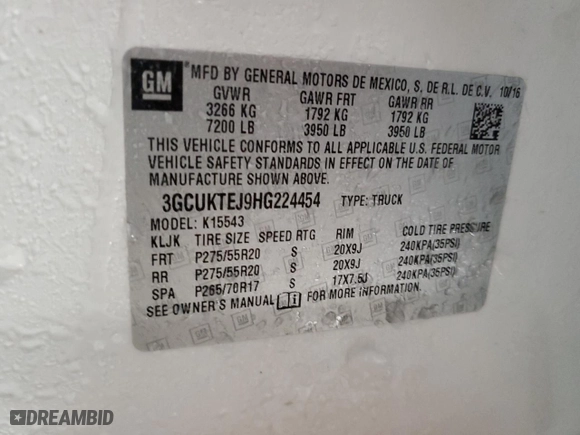 GM MFD BY GENERAL MOTORS DE MEXICO, S. DE R.L. DE C.V. 10/16
GVWR GAWR FRT GAWR RR
3266 KG 1792 KG 1792 KG
7200 LB 3950 LB 3950 LB
THIS VEHICLE CONFORMS TO ALL APPLICABLE U.S. FEDERAL MOTOR
VEHICLE SAFETY STANDARDS IN EFFECT ON THE DATE OF
MANUFACTURE SHOWN ABOVE.
3GCUKTEJ9HG224454 TYPE: TRUCK
MODEL: K15543
KLJK TIRE SIZE SPEED RTG RIM COLD TIRE PRESSURE
FRT P275/55R20 S 20X9J 240KPA(35PSI)
RR P275/55R20 S 20X9J 240KPA(35PSI)
SPA P265/70R17 S 17X7.5J 240KPA(35PSI)
SEE OWNER'S MANUAL i FOR MORE INFORMATION.
DREAMBID